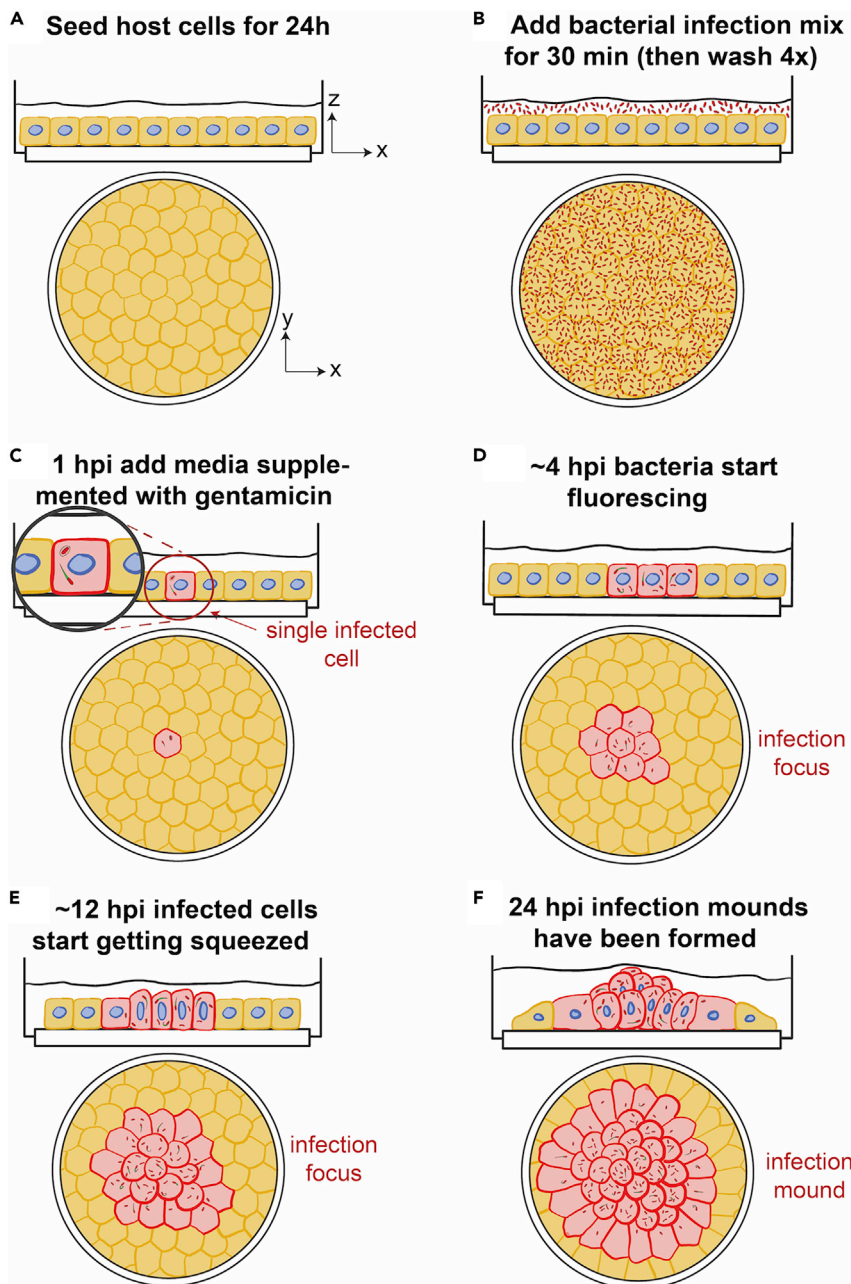 A
Seed host cells for 24h
z
x
y
x
B
Add bacterial infection mix
for 30 min (then wash 4x)
C
1 hpi add media supple-
mented with gentamicin
single infected
cell
D
~4 hpi bacteria start
fluorescing
infection
focus
E
~12 hpi infected cells
start getting squeezed
infection
focus
F
24 hpi infection mounds
have been formed
infection
mound